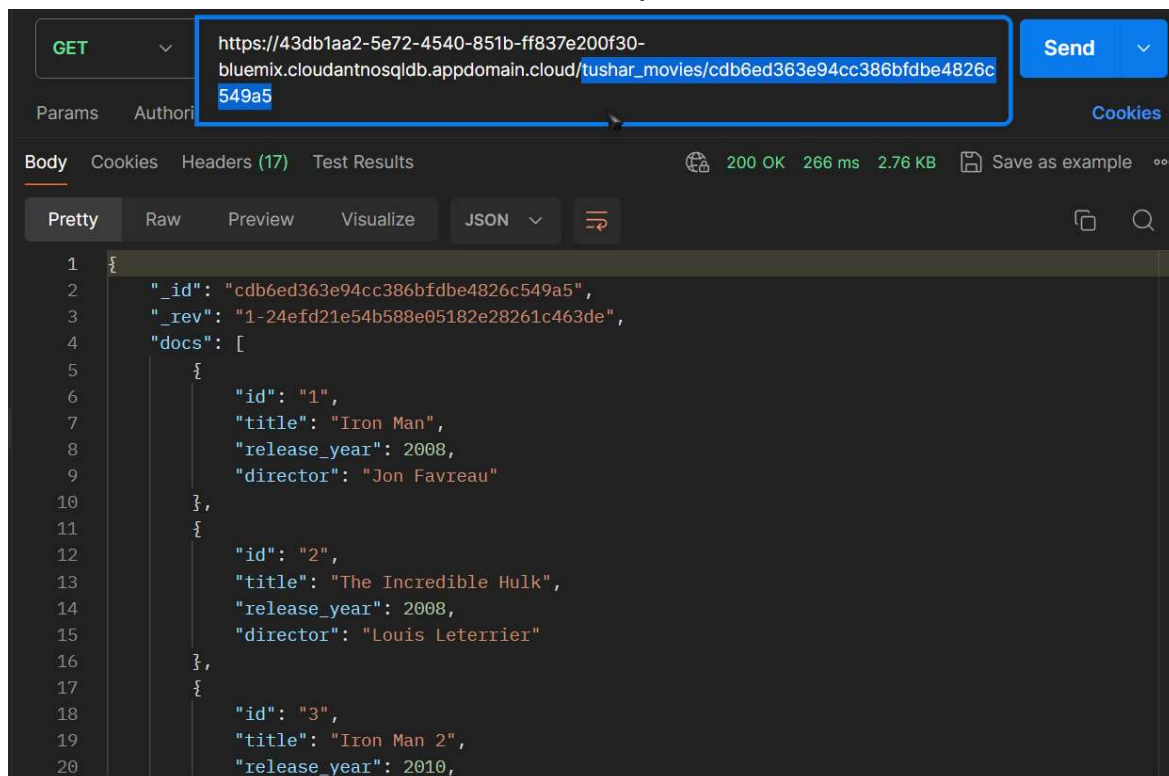 GET
https://43db1aa2-5e72-4540-851b-ff837e200f30-
bluemix.cloudantnosqldb.appdomain.cloud/tushar_movies/cdb6ed363e94cc386bfdbe4826c
549a5
Send
Params Authori
Cookies
Body Cookies Headers (17) Test Results 200 OK 266 ms 2.76 KB Save as example
Pretty Raw Preview Visualize JSON
1 {
2 "_id": "cdb6ed363e94cc386bfdbe4826c549a5",
3 "_rev": "1-24efd21e54b588e05182e28261c463de",
4 "docs": [
5 {
6 "id": "1",
7 "title": "Iron Man",
8 "release_year": 2008,
9 "director": "Jon Favreau"
10 },
11 {
12 "id": "2",
13 "title": "The Incredible Hulk",
14 "release_year": 2008,
15 "director": "Louis Leterrier"
16 },
17 {
18 "id": "3",
19 "title": "Iron Man 2",
20 "release_year": 2010,